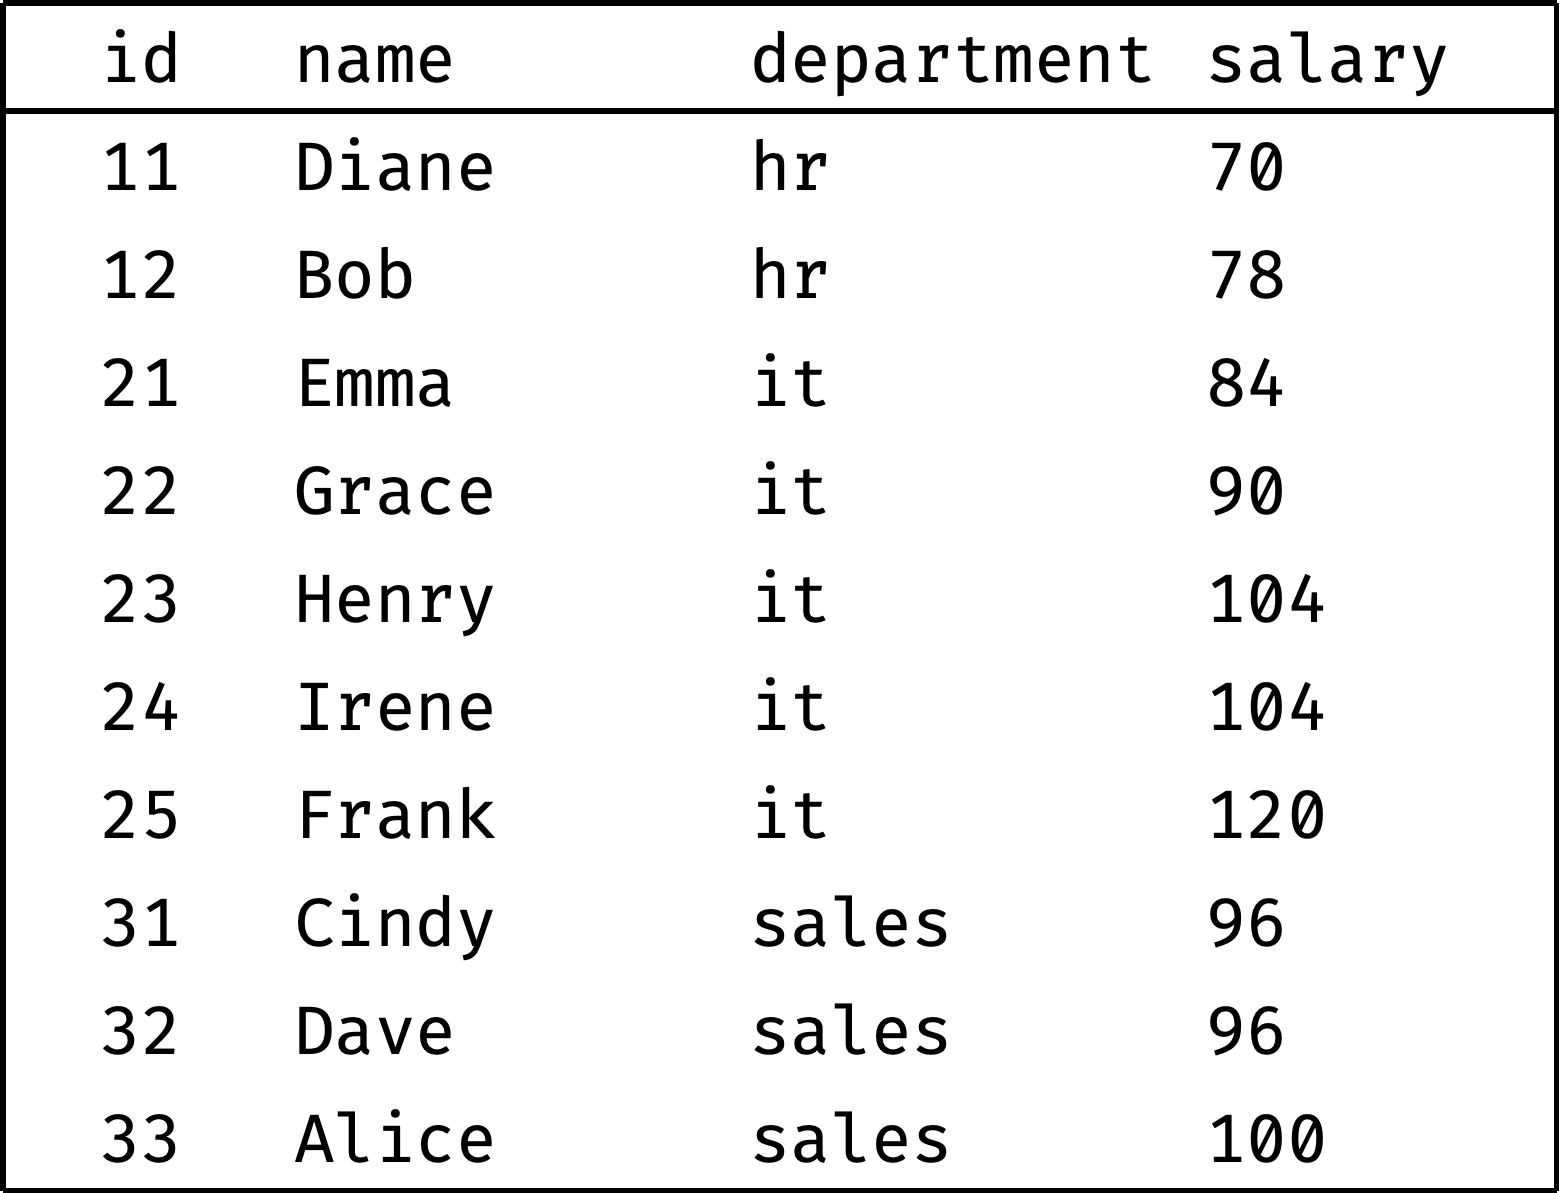 id name department salary
11 Diane hr 70
12 Bob hr 78
21 Emma it 84
22 Grace it 90
23 Henry it 104
24 Irene it 104
25 Frank it 120
31 Cindy sales 96
32 Dave sales 96
33 Alice sales 100